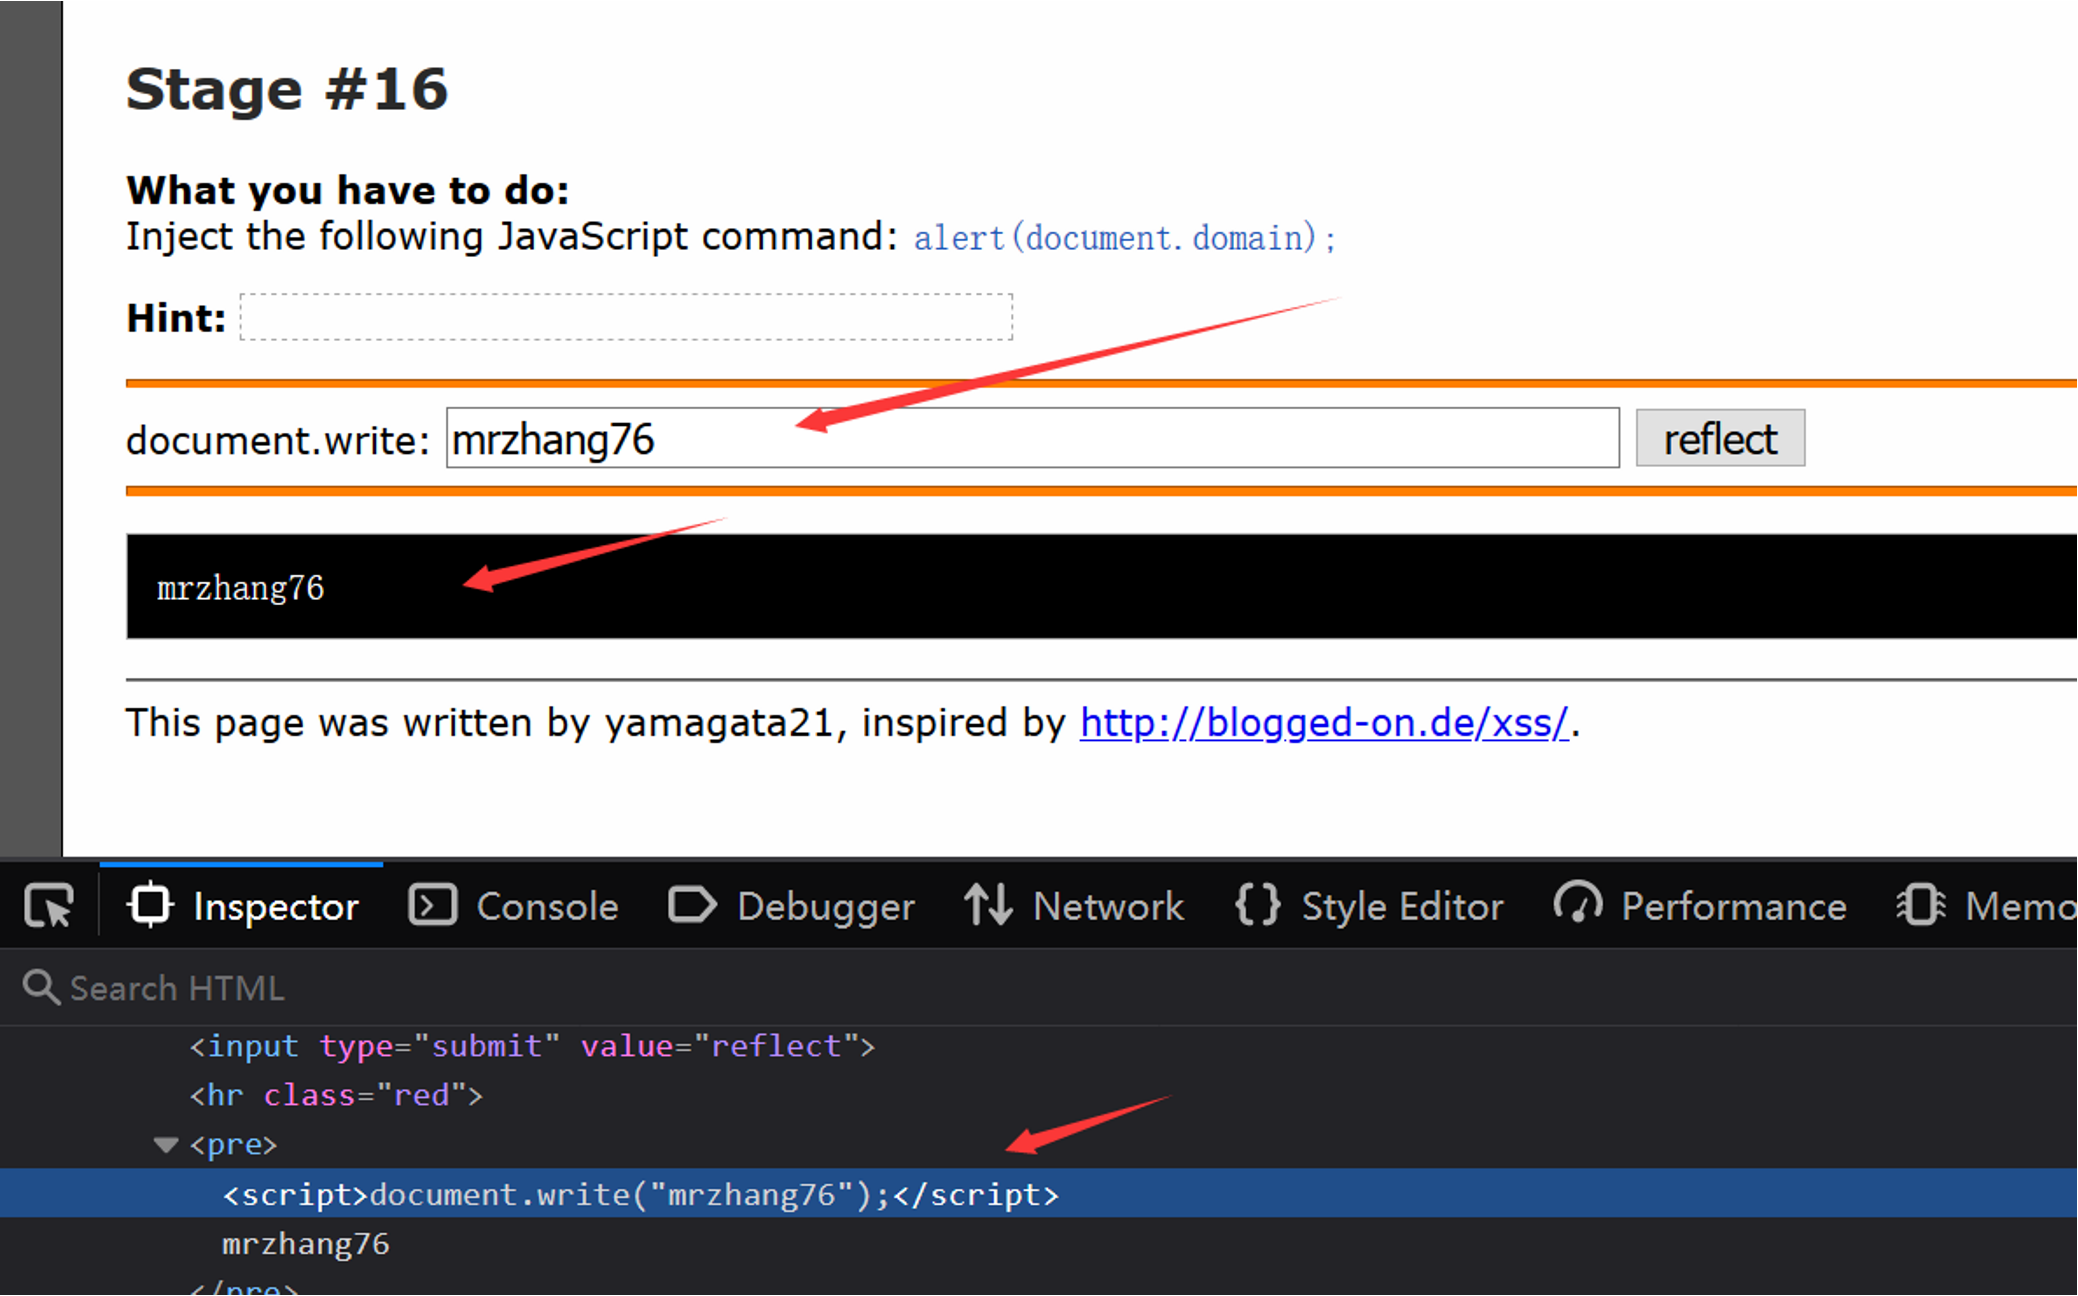 Stage #16
What you have to do:
Inject the following JavaScript command: alert(document.domain);
Hint:
document.write: mrzhang76 reflect
mrzhang76
This page was written by yamagata21, inspired by http://blogged-on.de/xss/.
Inspector Console Debugger Network Style Editor Performance Memo
Search HTML
<input type="submit" value="reflect">
<hr class="red">
<pre>
<script>document.write("mrzhang76");</script>
mrzhang76
</pre>